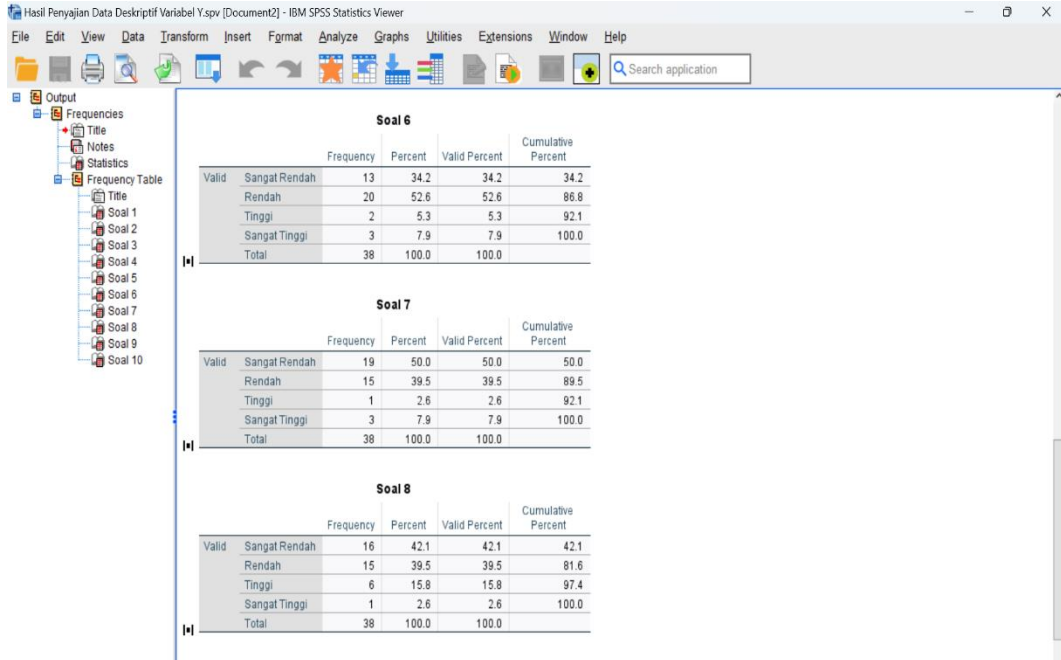 Hasil Penyajian Data Deskriptif Variabel Y.spv [Document2] - IBM SPSS Statistics Viewer
File Edit View Data Transform Insert Format Analyze Graphs Utilities Extensions Window Help
Search application
Output
Frequencies
Title
Notes
Statistics
Frequency Table
Title
Soal 1
Soal 2
Soal 3
Soal 4
Soal 5
Soal 6
Soal 7
Soal 8
Soal 9
Soal 10
Soal 6
Frequency Percent Valid Percent Cumulative Percent
Valid Sangat Rendah 13 34.2 34.2 34.2
Rendah 20 52.6 52.6 86.8
Tinggi 2 5.3 5.3 92.1
Sangat Tinggi 3 7.9 7.9 100.0
Total 38 100.0 100.0
Soal 7
Frequency Percent Valid Percent Cumulative Percent
Valid Sangat Rendah 19 50.0 50.0 50.0
Rendah 15 39.5 39.5 89.5
Tinggi 1 2.6 2.6 92.1
Sangat Tinggi 3 7.9 7.9 100.0
Total 38 100.0 100.0
Soal 8
Frequency Percent Valid Percent Cumulative Percent
Valid Sangat Rendah 16 42.1 42.1 42.1
Rendah 15 39.5 39.5 81.6
Tinggi 6 15.8 15.8 97.4
Sangat Tinggi 1 2.6 2.6 100.0
Total 38 100.0 100.0